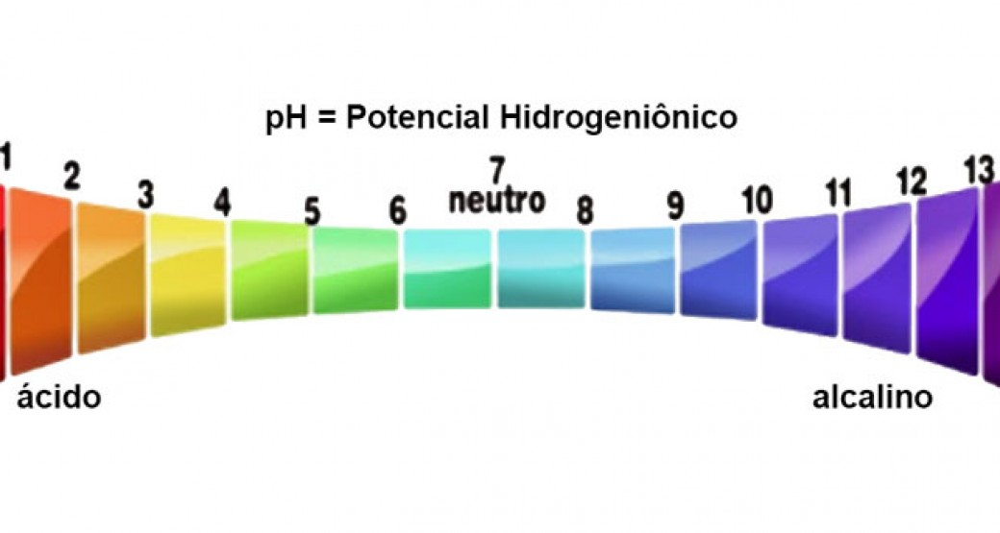 pH = Potencial Hidrogeniônico
1 2 3 4 5 6 7 8 9 10 11 12 13
neutro
ácido alcalino